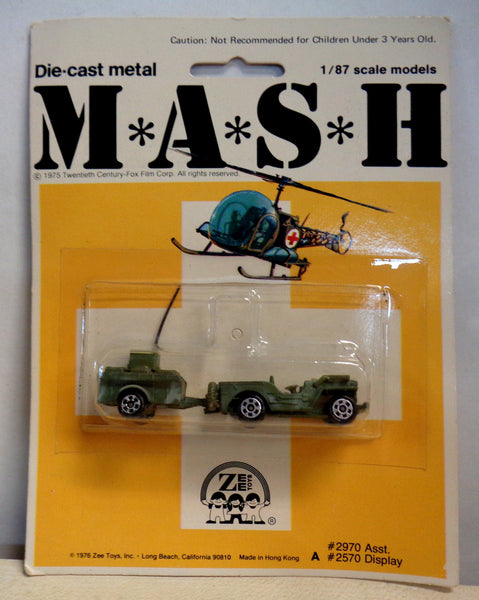 Caution: Not Recommended for Children Under 3 Years Old.
Die-cast metal
1/87 scale models
M*A*S*H
© 1975 Twentieth Century-Fox Film Corp. All rights reserved.
ZEE
TOYS
®
© 1976 Zee Toys, Inc. • Long Beach, California 90810 Made in Hong Kong
#2970 Asst.
A #2570 Display